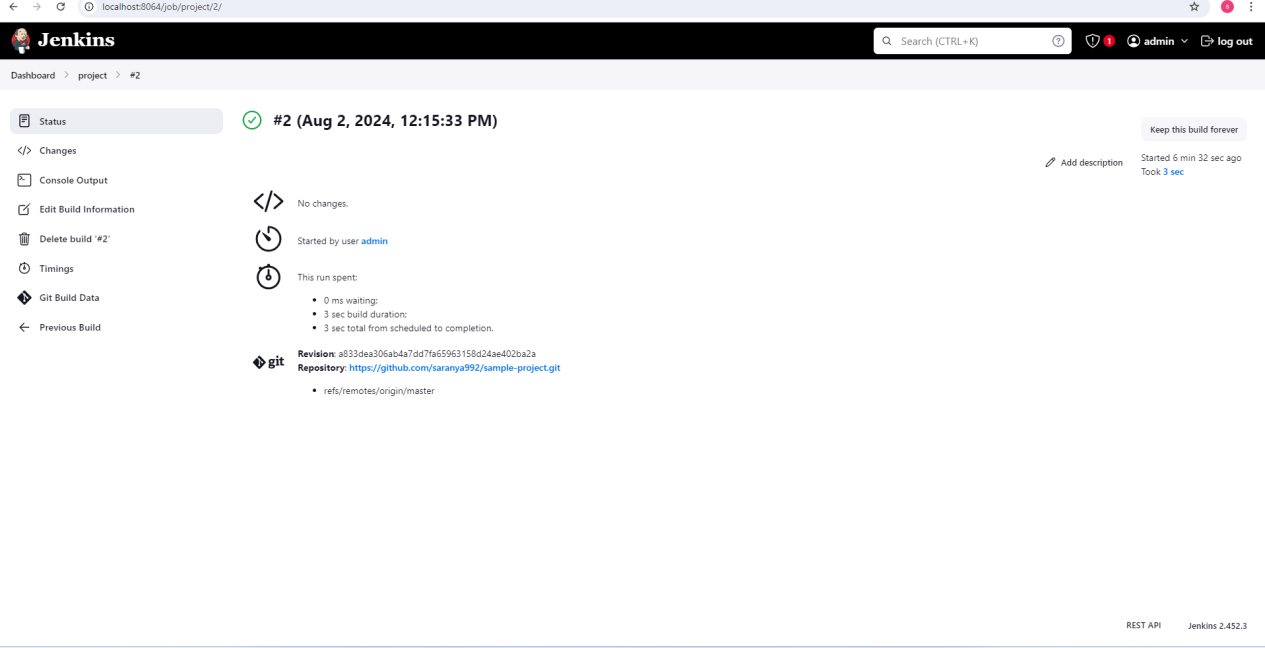 localhost:8064/job/project/2/
Jenkins
Search (CTRL+K)
1
admin
log out
Dashboard > project > #2
Status
Changes
Console Output
Edit Build Information
Delete build '#2'
Timings
Git Build Data
Previous Build
#2 (Aug 2, 2024, 12:15:33 PM)
Keep this build forever
Add description
Started 6 min 32 sec ago
Took 3 sec
No changes.
Started by user admin
This run spent:
• 0 ms waiting;
• 3 sec build duration;
• 3 sec total from scheduled to completion.
git
Revision: a833dea306ab4a7dd7fa65963158d24ae402ba2a
Repository: https://github.com/saranya992/sample-project.git
• refs/remotes/origin/master
REST API
Jenkins 2.452.3